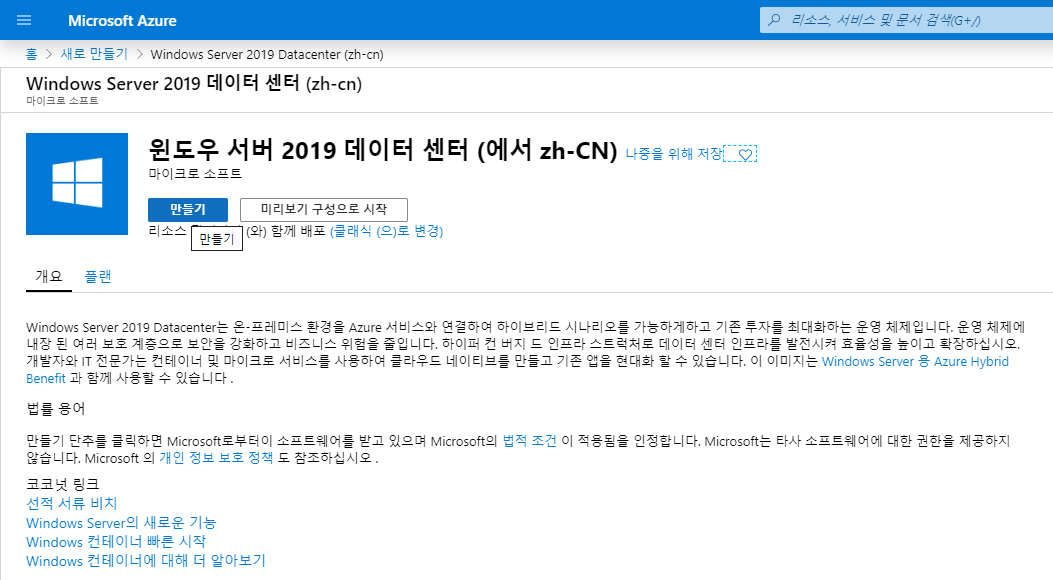 Microsoft Azure
리소스, 서비스 및 문서 검색(G+/)
홈 > 새로 만들기 > Windows Server 2019 Datacenter (zh-cn)
Windows Server 2019 데이터 센터 (zh-cn)
마이크로 소프트
윈도우 서버 2019 데이터 센터 (에서 zh-CN) 나중을 위해 저장
마이크로 소프트
만들기 미리보기 구성으로 시작
리소스 (와) 함께 배포 (클래식 (으)로 변경)
만들기
개요 플랜
Windows Server 2019 Datacenter는 온-프레미스 환경을 Azure 서비스와 연결하여 하이브리드 시나리오를 가능하게하고 기존 투자를 최대화하는 운영 체제입니다. 운영 체제에
내장 된 여러 보호 계층으로 보안을 강화하고 비즈니스 위험을 줄입니다. 하이퍼 컨 버지 드 인프라 스트럭처로 데이터 센터 인프라를 발전시켜 효율성을 높이고 확장하십시오.
개발자와 IT 전문가는 컨테이너 및 마이크로 서비스를 사용하여 클라우드 네이티브를 만들고 기존 앱을 현대화 할 수 있습니다. 이 이미지는 Windows Server 용 Azure Hybrid
Benefit 과 함께 사용할 수 있습니다 .
법률 용어
만들기 단추를 클릭하면 Microsoft로부터이 소프트웨어를 받고 있으며 Microsoft의 법적 조건 이 적용됨을 인정합니다. Microsoft는 타사 소프트웨어에 대한 권한을 제공하지
않습니다. Microsoft 의 개인 정보 보호 정책 도 참조하십시오 .
코코넛 링크
선적 서류 비치
Windows Server의 새로운 기능
Windows 컨테이너 빠른 시작
Windows 컨테이너에 대해 더 알아보기